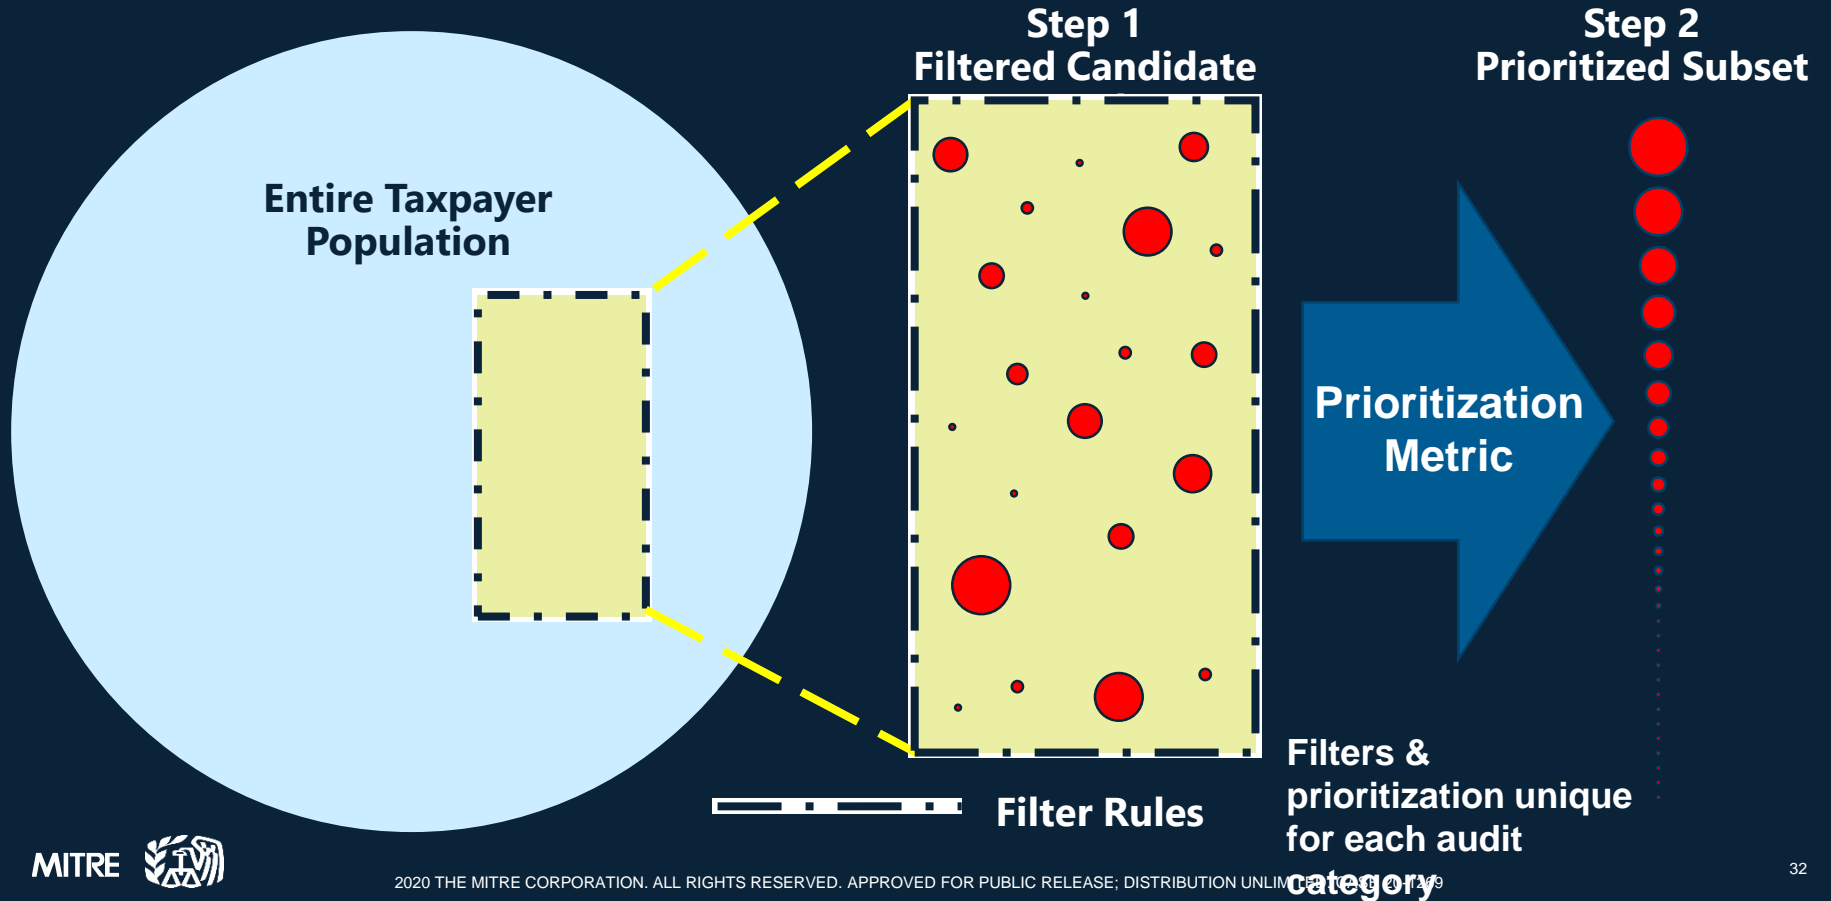 Step 1
Filtered Candidate
Step 2
Prioritized Subset
Entire Taxpayer
Population
Prioritization
Metric
Filters &
prioritization unique
for each audit
category
Filter Rules
MITRE
2020 THE MITRE CORPORATION. ALL RIGHTS RESERVED. APPROVED FOR PUBLIC RELEASE; DISTRIBUTION
32